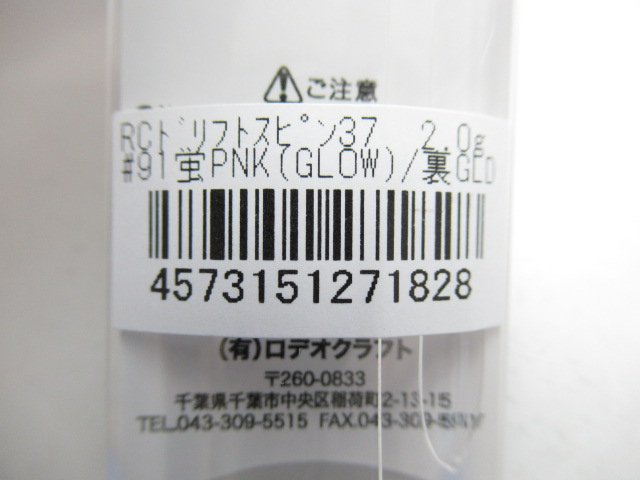 ご注意
RCﾄﾞﾘﾌﾄｽﾋﾟﾝ37 2.0g
#91蛍PNK(GLOW)/裏GLD
4573151271828
(有)ロデオクラフト
〒260-0833
千葉県千葉市中央区稲荷町2-13-15
TEL.043-309-5515 FAX.043-309-